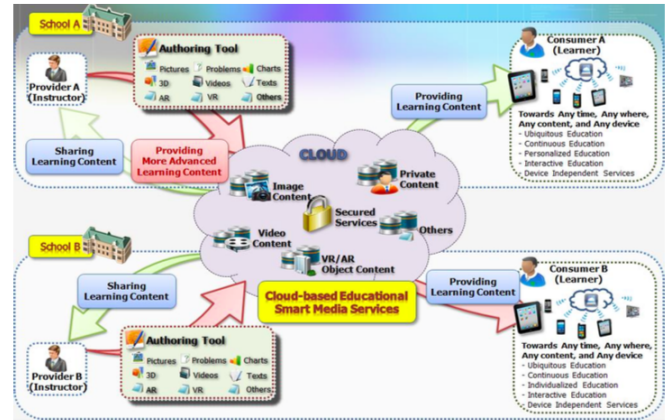 School A
Provider A
(Instructor)
Authoring Tool
Pictures
Problems
Charts
3D
Videos
Texts
AR
VR
Others
Sharing
Learning Content
Providing
More Advanced
Learning Content
Providing
Learning Content
Consumer A
(Learner)
Towards Any time, Any where,
Any content, and Any device
- Ubiquitous Education
- Continuous Education
- Personalized Education
- Interactive Education
- Device Independent Services
CLOUD
Image
Content
Private
Content
Secured
Services
Others
Video
Content
VR/AR
Object Content
Cloud-based Educational
Smart Media Services
School B
Sharing
Learning Content
Provider B
(Instructor)
Authoring Tool
Pictures
Problems
Charts
3D
Videos
Texts
AR
VR
Others
Providing
Learning Content
Consumer B
(Learner)
Towards Any time, Any where,
Any content, and Any device
- Ubiquitous Education
- Continuous Education
- Individualized Education
- Interactive Education
- Device Independent Services